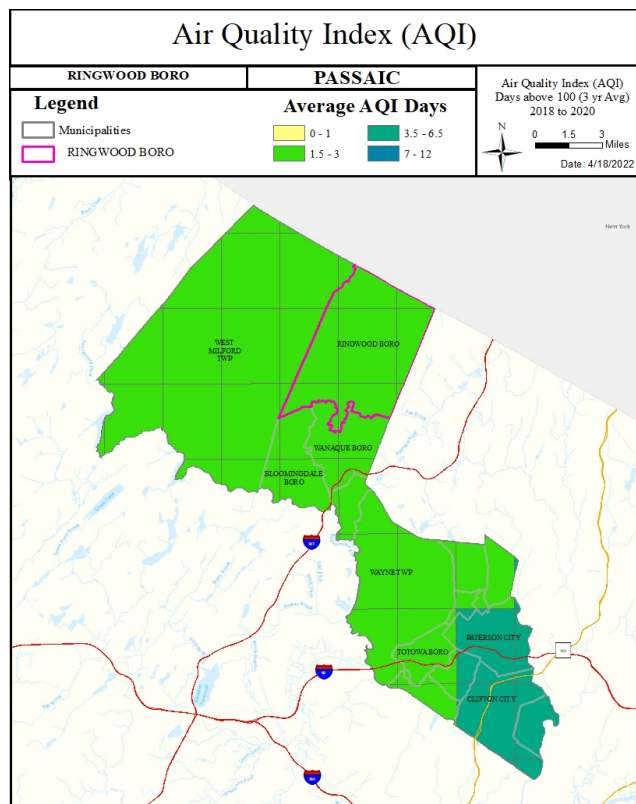 Air Quality Index (AQI)
RINGWOOD BORO
PASSAIC
Legend
Municipalities
RINGWOOD BORO
Average AQI Days
0 - 1
1.5 - 3
3.5 - 6.5
7 - 12
Air Quality Index (AQI)
Days above 100 (3 yr Avg)
2018 to 2020
N
0 1.5 3
Miles
Date: 4/18/2022
New York
WEST
MILFORD
TWP
RINGWOOD BORO
WANAQUE BORO
BLOOMINGDALE
BORO
WAYNE TWP
PATERSON CITY
TOTOWA BORO
CLIFTON CITY